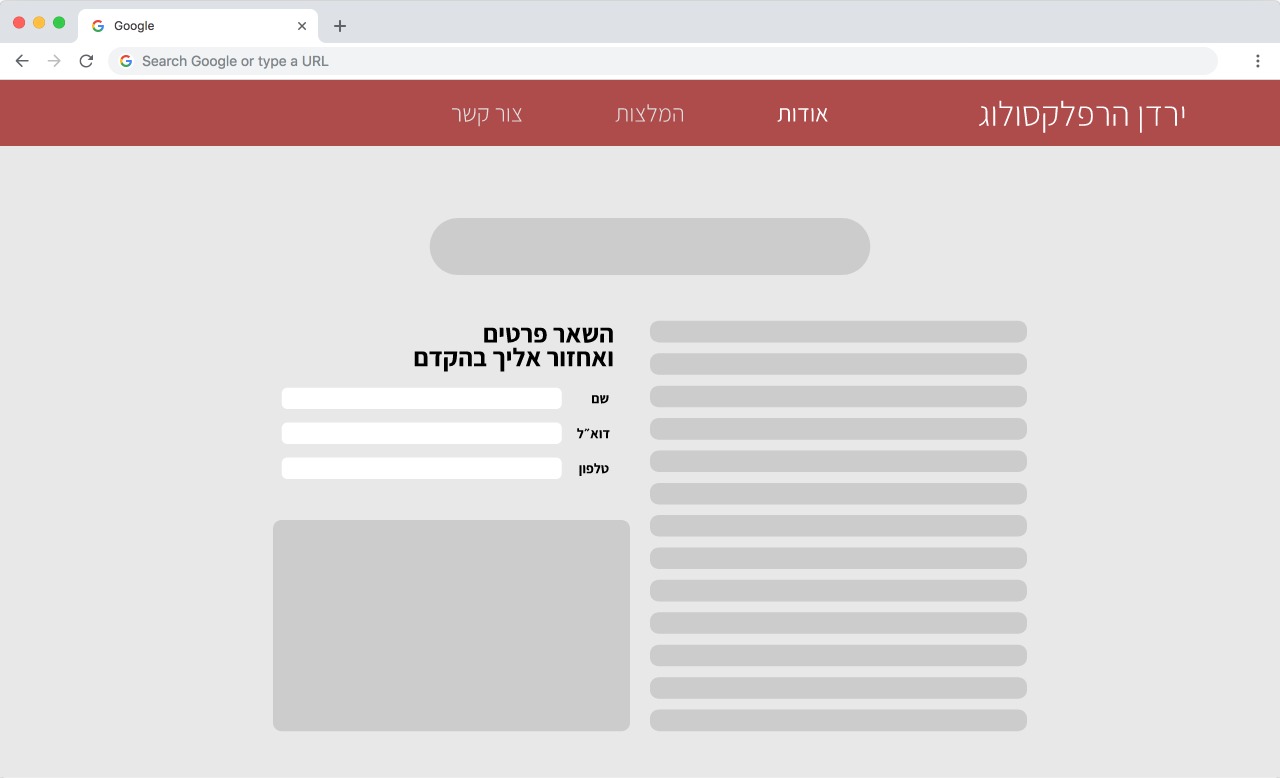 Google
Search Google or type a URL
ירדן הרפלקסולוג
אודות
המלצות
צור קשר
השאר פרטים
ואחזור אליך בהקדם
שם
דוא״ל
טלפון